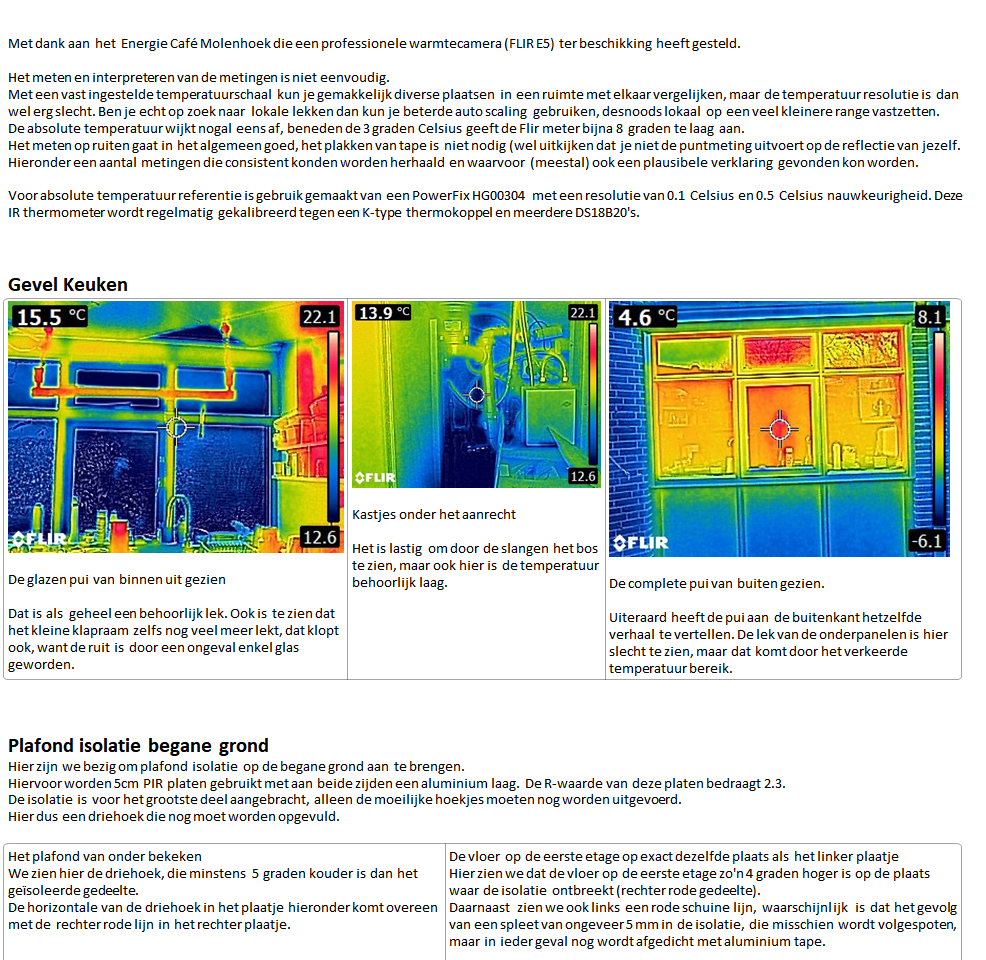 Met dank aan het Energie Café Molenhoek die een professionele warmtecamera (FLIR E5) ter beschikking heeft gesteld.
Het meten en interpreteren van de metingen is niet eenvoudig.
Met een vast ingestelde temperatuurschaal kun je gemakkelijk diverse plaatsen in een ruimte met elkaar vergelijken, maar de temperatuur resolutie is dan
wel erg slecht. Ben je echt op zoek naar lokale lekken dan kun je beter de auto scaling gebruiken, desnoods lokaal op een veel kleinere range vastzetten.
De absolute temperatuur wijkt nogal eens af, beneden de 3 graden Celsius geeft de Flir meter bijna 8 graden te laag aan.
Het meten op ruiten gaat in het algemeen goed, het plakken van tape is niet nodig (wel uitkijken dat je niet de puntmeting uitvoert op de reflectie van jezelf.
Hieronder een aantal metingen die consistent konden worden herhaald en waarvoor (meestal) ook een plausibele verklaring gevonden kon worden.
Voor absolute temperatuur referentie is gebruik gemaakt van een PowerFix HG00304 met een resolutie van 0.1 Celsius en 0.5 Celsius nauwkeurigheid. Deze
IR thermometer wordt regelmatig gekalibreerd tegen een K-type thermokoppel en meerdere DS18B20's.
Gevel Keuken
15.5 °C
22.1
12.6
FLIR
De glazen pui van binnen uit gezien
Dat is als geheel een behoorlijk lek. Ook is te zien dat
het kleine klapraam zelfs nog veel meer lekt, dat klopt
ook, want de ruit is door een ongeval enkel glas
geworden.
13.9 °C
22.1
12.6
FLIR
Kastjes onder het aanrecht
Het is lastig om door de slangen het bos
te zien, maar ook hier is de temperatuur
behoorlijk laag.
4.6 °C
8.1
-6.1
FLIR
De complete pui van buiten gezien.
Uiteraard heeft de pui aan de buitenkant hetzelfde
verhaal te vertellen. De lek van de onderpanelen is hier
slecht te zien, maar dat komt door het verkeerde
temperatuur bereik.
Plafond isolatie begane grond
Hier zijn we bezig om plafond isolatie op de begane grond aan te brengen.
Hiervoor worden 5cm PIR platen gebruikt met aan beide zijden een aluminium laag. De R-waarde van deze platen bedraagt 2.3.
De isolatie is voor het grootste deel aangebracht, alleen de moeilijke hoekjes moeten nog worden uitgevoerd.
Hier dus een driehoek die nog moet worden opgevuld.
Het plafond van onder bekeken
We zien hier de driehoek, die minstens 5 graden kouder is dan het
geïsoleerde gedeelte.
De horizontale van de driehoek in het plaatje hieronder komt overeen
met de rechter rode lijn in het rechter plaatje.
De vloer op de eerste etage op exact dezelfde plaats als het linker plaatje
Hier zien we dat de vloer op de eerste etage zo'n 4 graden hoger is op de plaats
waar de isolatie ontbreekt (rechter rode gedeelte).
Daarnaast zien we ook links een rode schuine lijn, waarschijnlijk is dat het gevolg
van een spleet van ongeveer 5 mm in de isolatie, die misschien wordt volgespoten,
maar in ieder geval nog wordt afgedicht met aluminium tape.